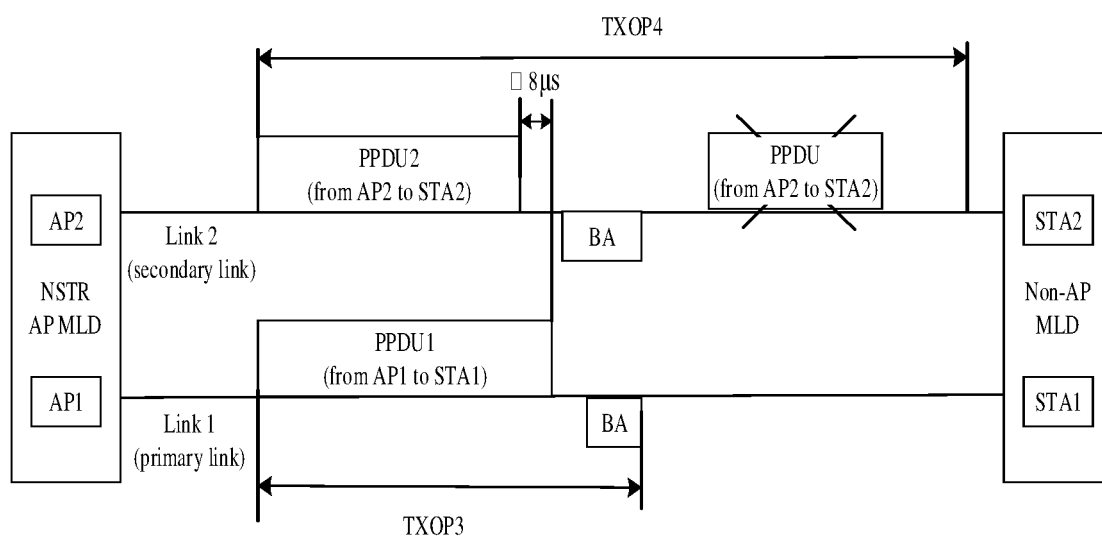 TXOP4
□ 8μs
PPDU2
(from AP2 to STA2)
PPDU
(from AP2 to STA2)
AP2
STA2
BA
Link 2
(secondary link)
NSTR
AP MLD
Non-AP
MLD
PPDU1
(from AP1 to STA1)
AP1
STA1
BA
Link 1
(primary link)
TXOP3